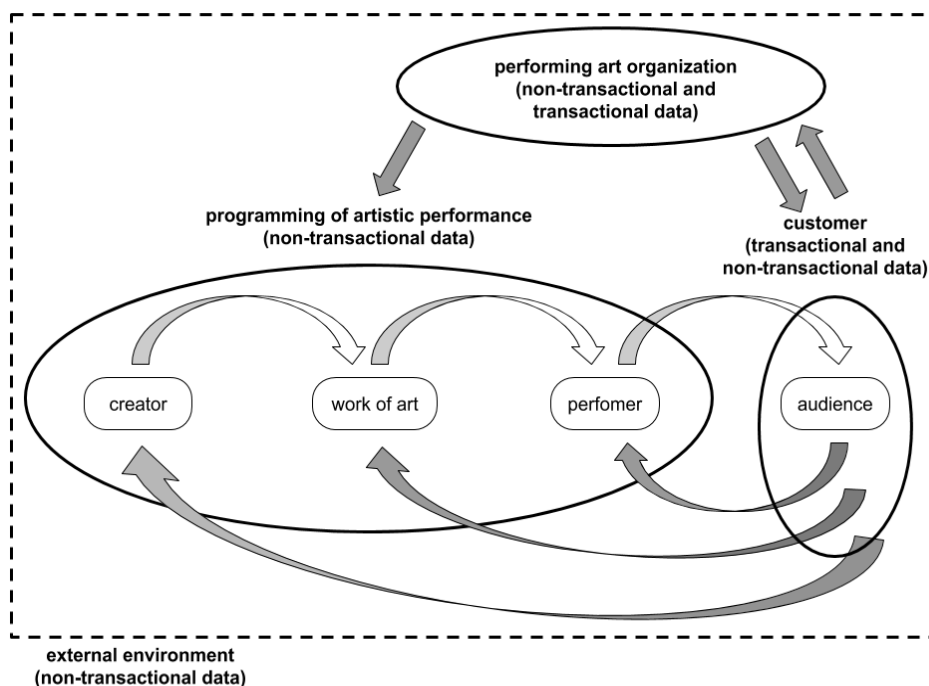 performing art organization
(non-transactional and
transactional data)
programming of artistic performance
(non-transactional data)
customer
(transactional and
non-transactional data)
creator
work of art
perfomer
audience
external environment
(non-transactional data)